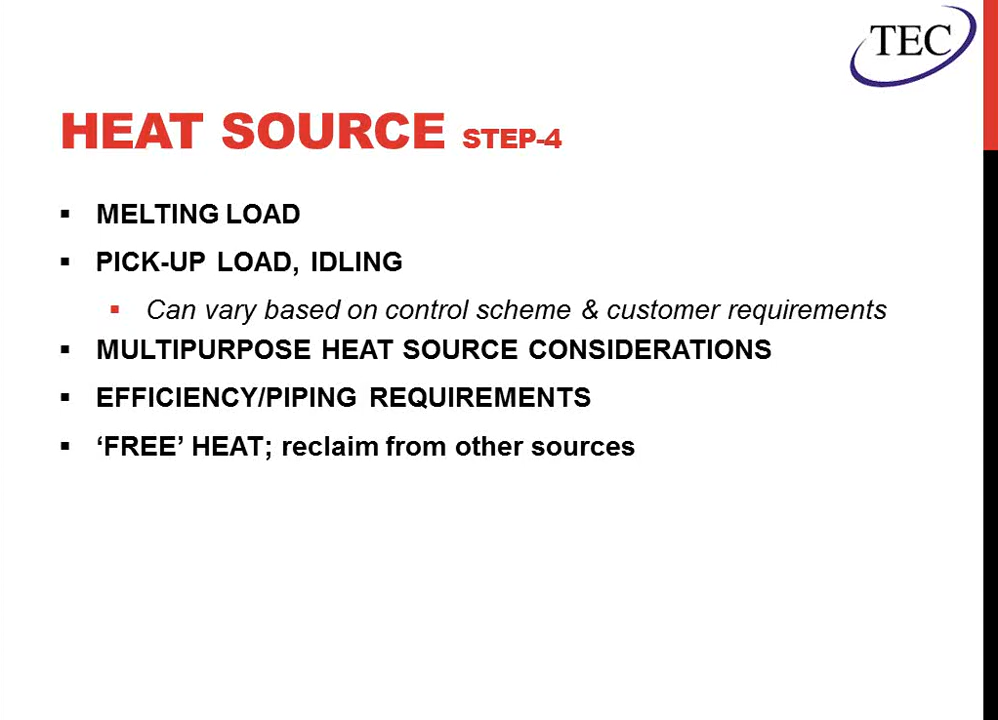 TEC
HEAT SOURCE STEP-4
▪ MELTING LOAD
▪ PICK-UP LOAD, IDLING
▪ Can vary based on control scheme & customer requirements
▪ MULTIPURPOSE HEAT SOURCE CONSIDERATIONS
▪ EFFICIENCY/PIPING REQUIREMENTS
▪ ‘FREE’ HEAT; reclaim from other sources